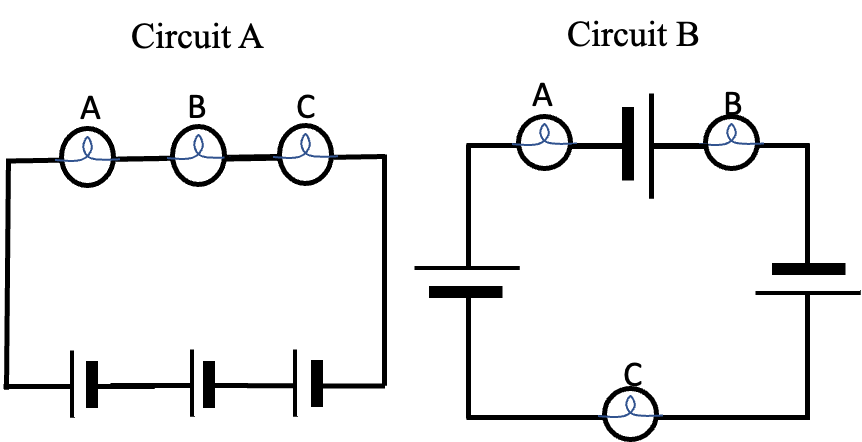 Circuit A
A B C
Circuit B
A B
C